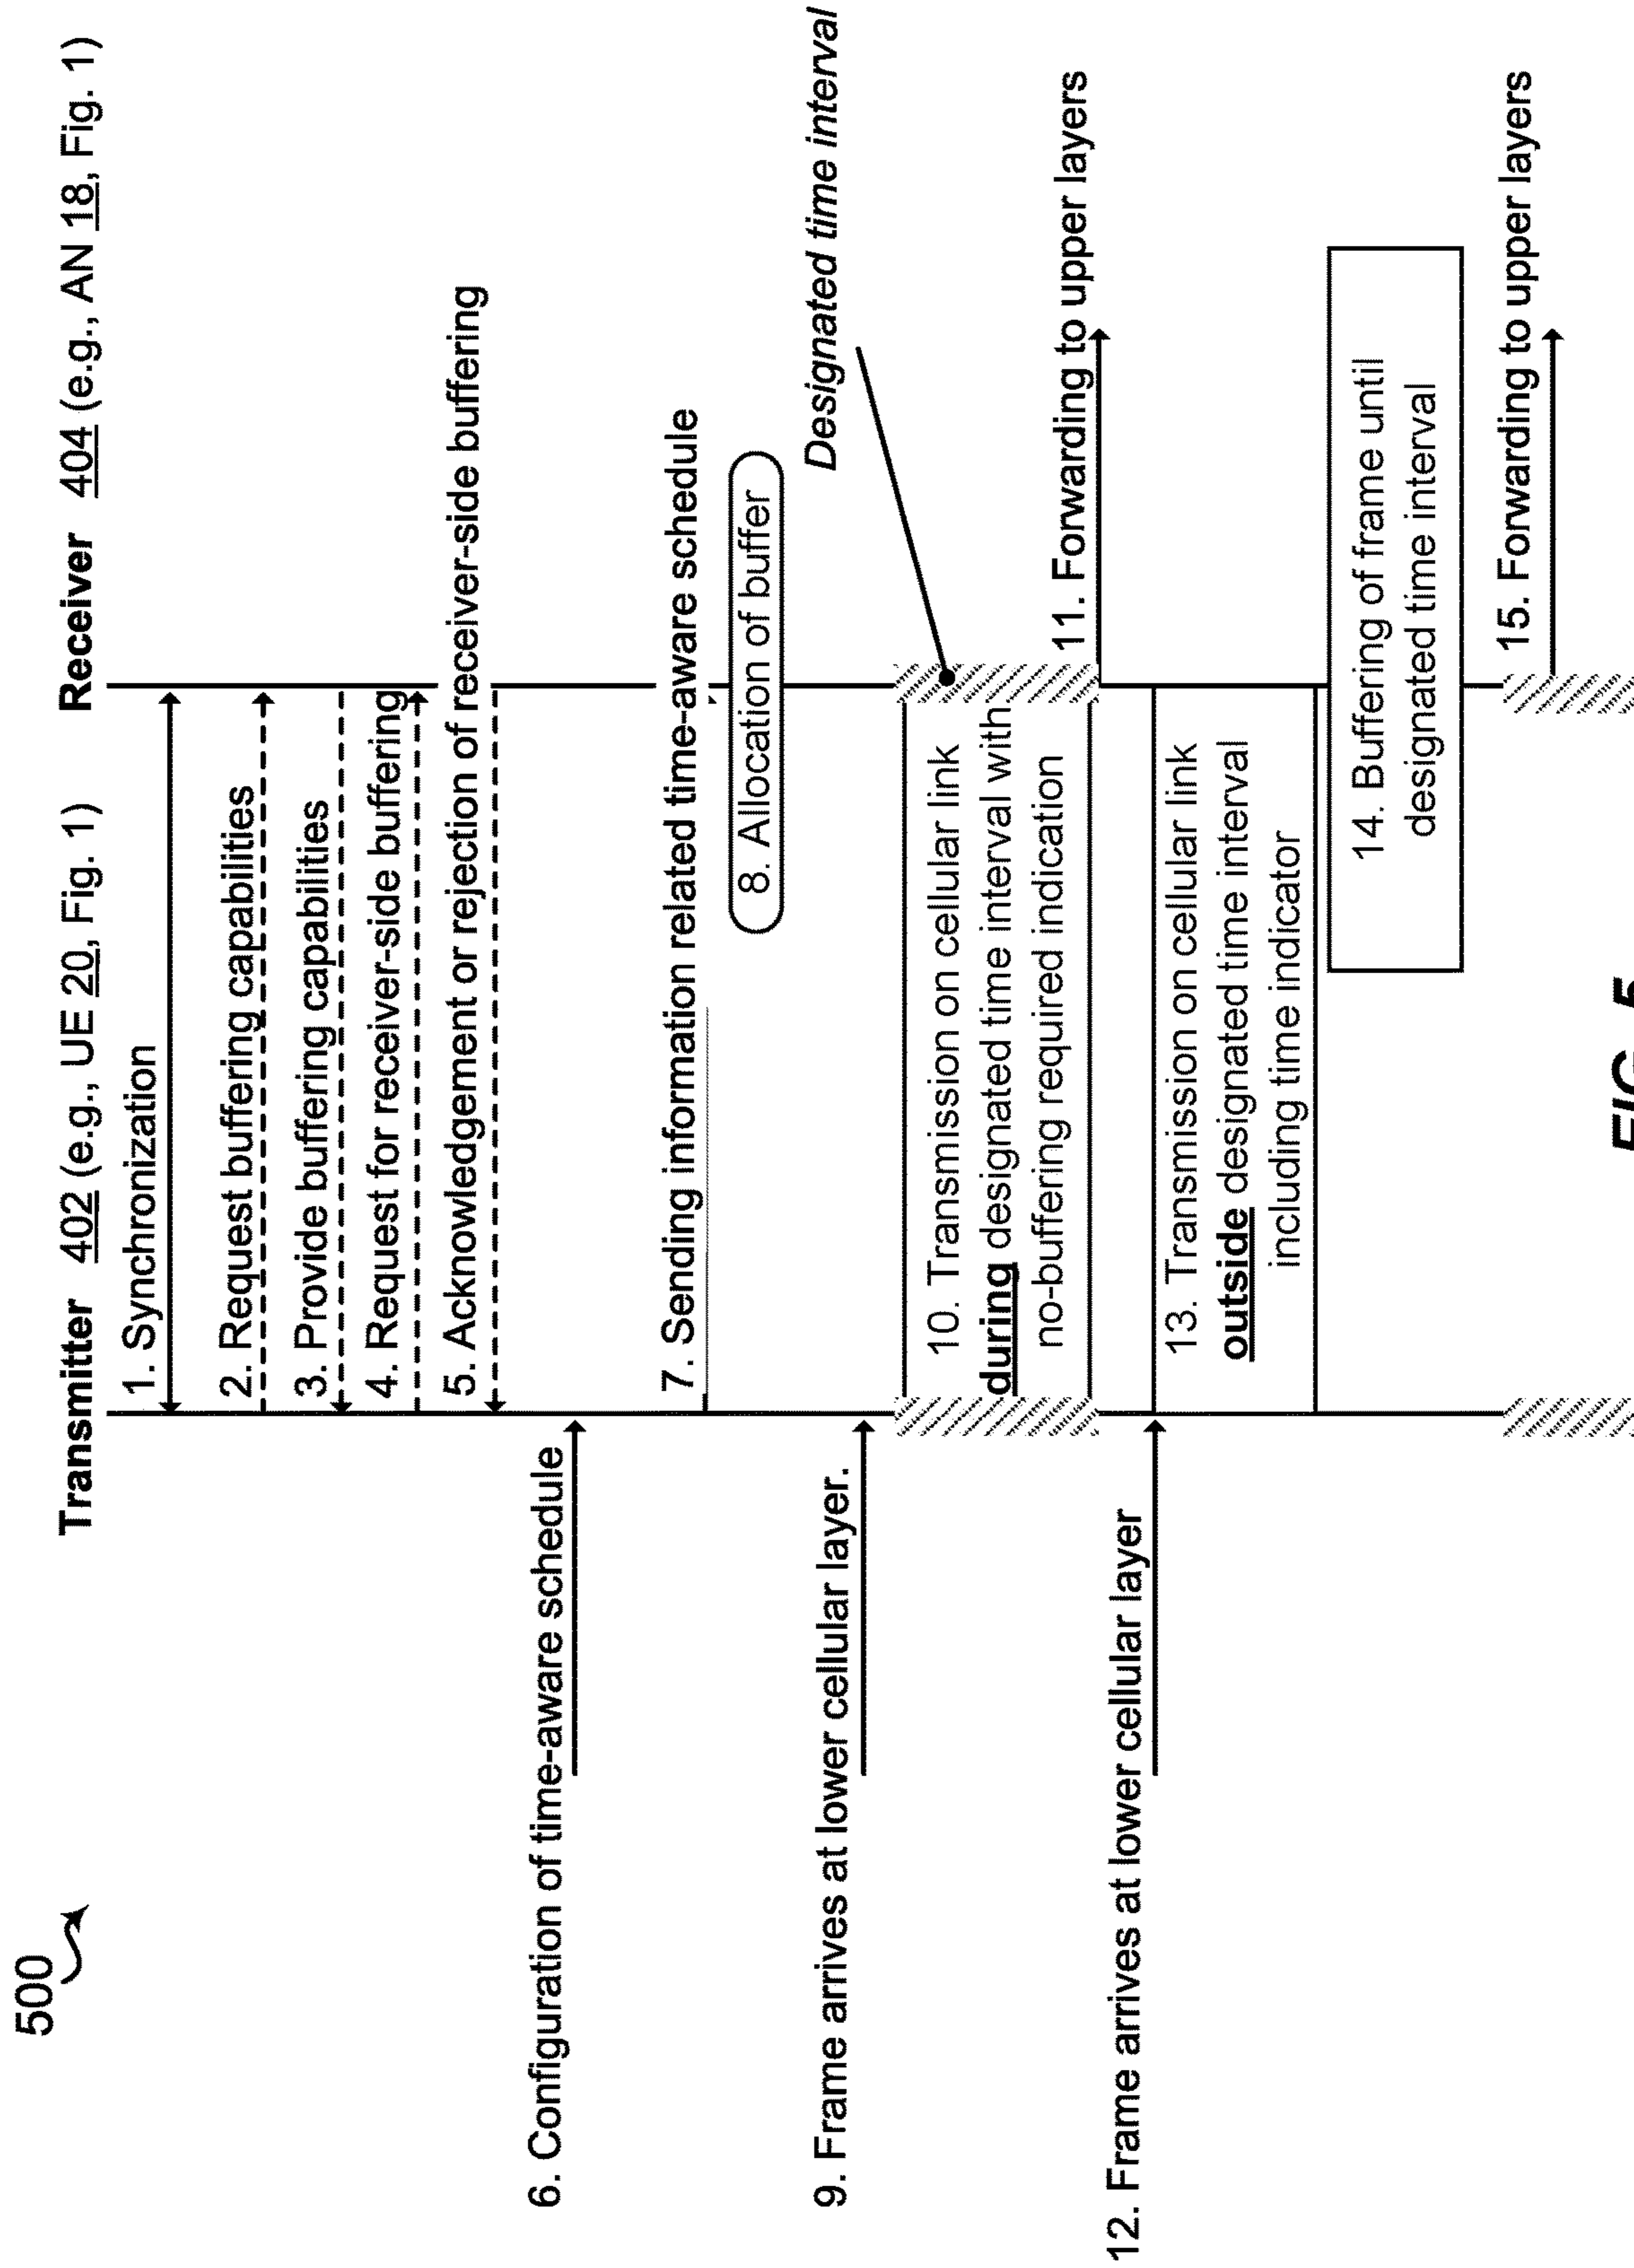 500
Transmitter 402 (e.g., UE 20, Fig. 1)
Receiver 404 (e.g., AN 18, Fig. 1)
1. Synchronization
2. Request buffering capabilities
3. Provide buffering capabilities
4. Request for receiver-side buffering
5. Acknowledgement or rejection of receiver-side buffering
6. Configuration of time-aware schedule
7. Sending information related time-aware schedule
8. Allocation of buffer
Designated time interval
9. Frame arrives at lower cellular layer.
10. Transmission on cellular link
during designated time interval with
no-buffering required indication
11. Forwarding to upper layers
12. Frame arrives at lower cellular layer
13. Transmission on cellular link
outside designated time interval
including time indicator
14. Buffering of frame until
designated time interval
15. Forwarding to upper layers
FIG. 5